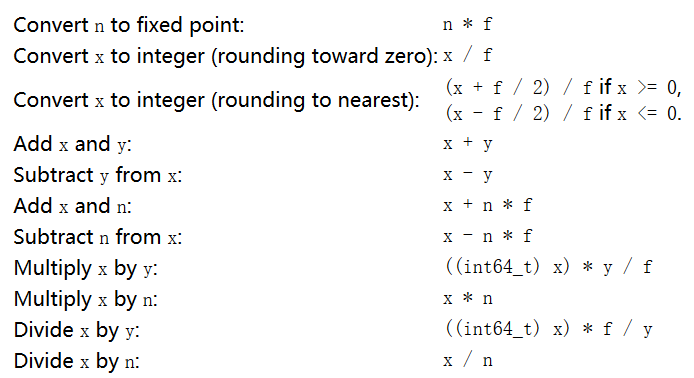 Convert n to fixed point: n * f
Convert x to integer (rounding toward zero): x / f
Convert x to integer (rounding to nearest): (x + f / 2) / f if x >= 0,
(x - f / 2) / f if x <= 0.
Add x and y: x + y
Subtract y from x: x - y
Add x and n: x + n * f
Subtract n from x: x - n * f
Multiply x by y: ((int64_t) x) * y / f
Multiply x by n: x * n
Divide x by y: ((int64_t) x) * f / y
Divide x by n: x / n